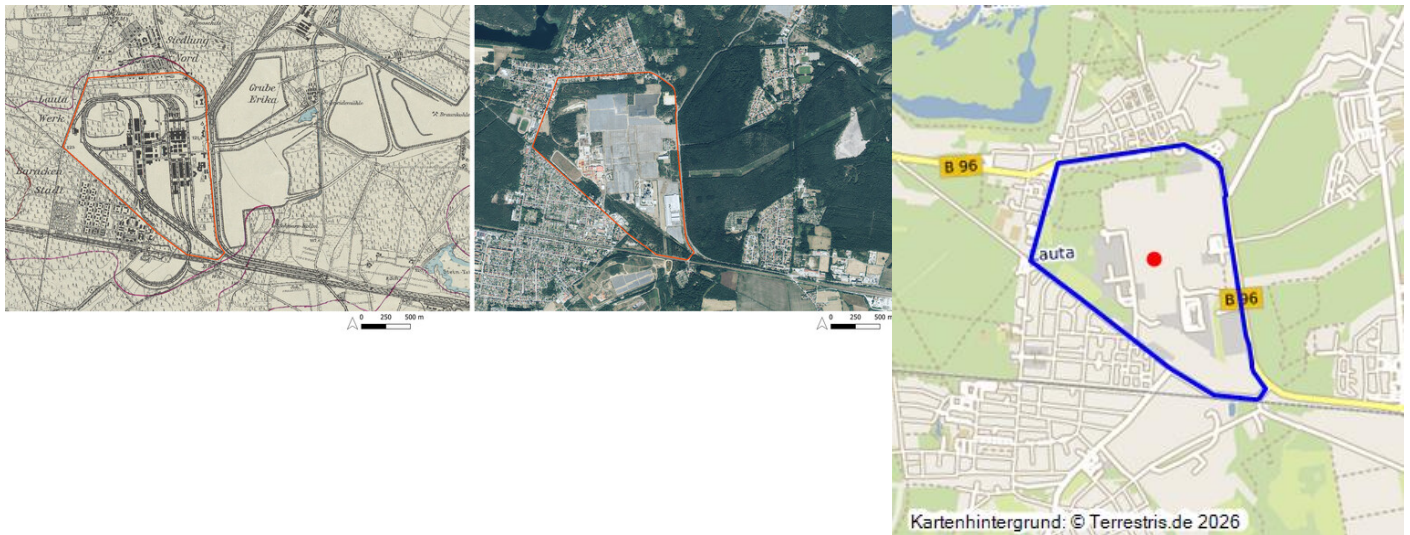 Siedlung
Nord
Grube
Erika
Lauta
Werk
Baracken
Stadt
0 250 500 m
0 250 500 m
B 96
auta
B 96
Kartenhintergrund: © Terrestris.de 2026